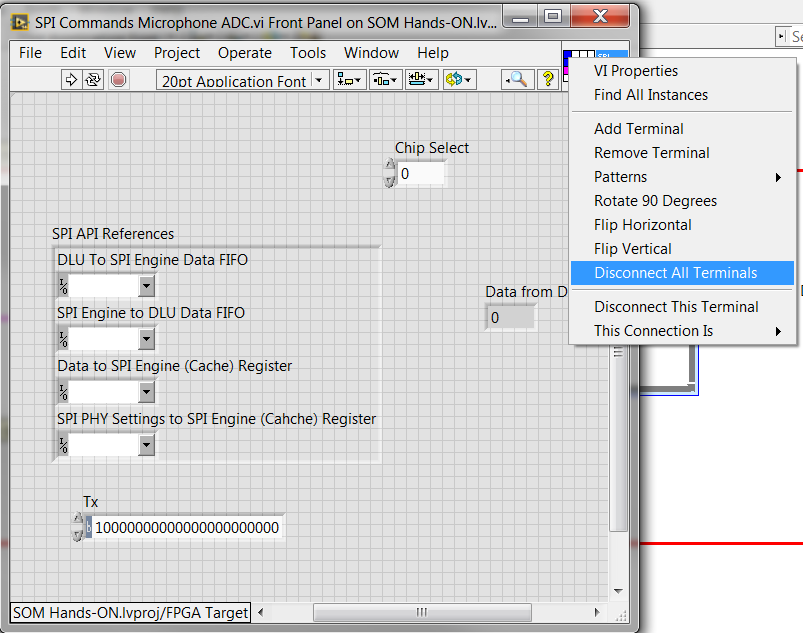 SPI Commands Microphone ADC.vi Front Panel on SOM Hands-ON.lv...
File Edit View Project Operate Tools Window Help
20pt Application Font
?
VI Properties
Find All Instances
Add Terminal
Remove Terminal
Patterns
Rotate 90 Degrees
Flip Horizontal
Flip Vertical
Disconnect All Terminals
Disconnect This Terminal
This Connection Is
Chip Select
0
SPI API References
DLU To SPI Engine Data FIFO
I/O
SPI Engine to DLU Data FIFO
I/O
Data to SPI Engine (Cache) Register
I/O
SPI PHY Settings to SPI Engine (Cahche) Register
I/O
Data from D
0
Tx
b 10000000000000000000000
SOM Hands-ON.lvproj/FPGA Target